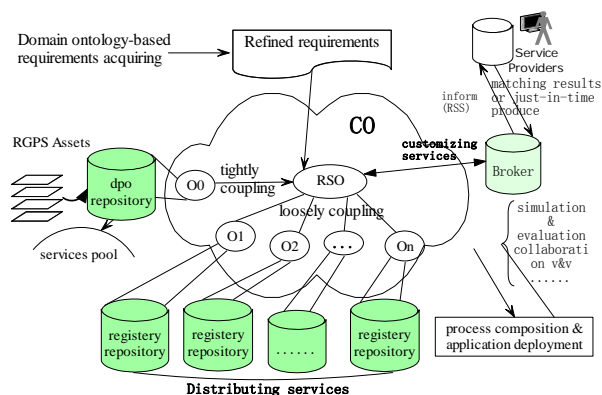 Domain ontology-based
requirements acquiring
Refined requirements
Service
Providers
matching results
or just-in-time
produce
inform
(RSS)
CO
customizing
services
RGPS Assets
dpo
repository
O0
tightly
coupling
RSO
Broker
loosely coupling
services pool
O1
O2
...
On
simulation
&
evaluation
collaborati
on v&v
......
registery
repository
registery
repository
......
registery
repository
process composition &
application deployment
Distributing services